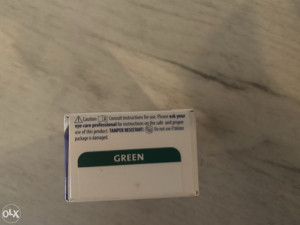 Caution: Consult Instructions for use. Please ask your
eye care professional for instructions on the safe and proper
use of this product. TAMPER RESISTANT: Do not use if blister
package is damaged.
GREEN
OLX